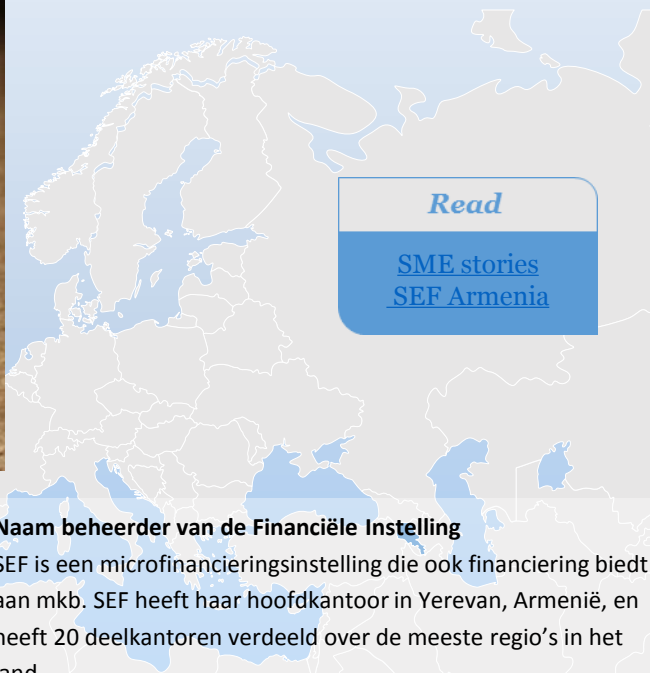 Read
SME stories
SEF Armenia
Naam beheerder van de Financiële Instelling
SEF is een microfinancieringsinstelling die ook financiering biedt
aan mkb. SEF heeft haar hoofdkantoor in Yerevan, Armenië, en
heeft 20 deelkantoren verdeeld over de meeste regio’s in het
land